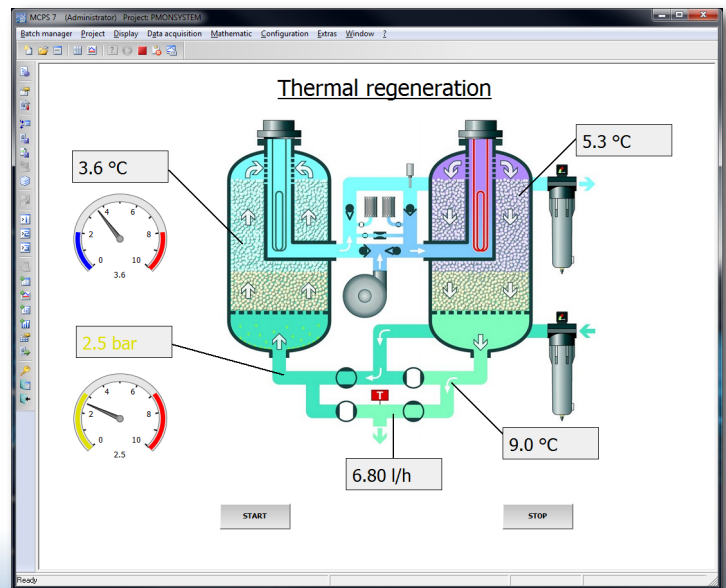 MCPS 7 (Administrator) Project: PMONSYSTEM
Batch manager Project Display Data acquisition Mathematic Configuration Extras Window ?
Thermal regeneration
3.6 °C
5.3 °C
4 6
2 8
0 10
3.6
2.5 bar
4 6
2 8
0 10
2.5
T
9.0 °C
6.80 l/h
START
STOP
Ready